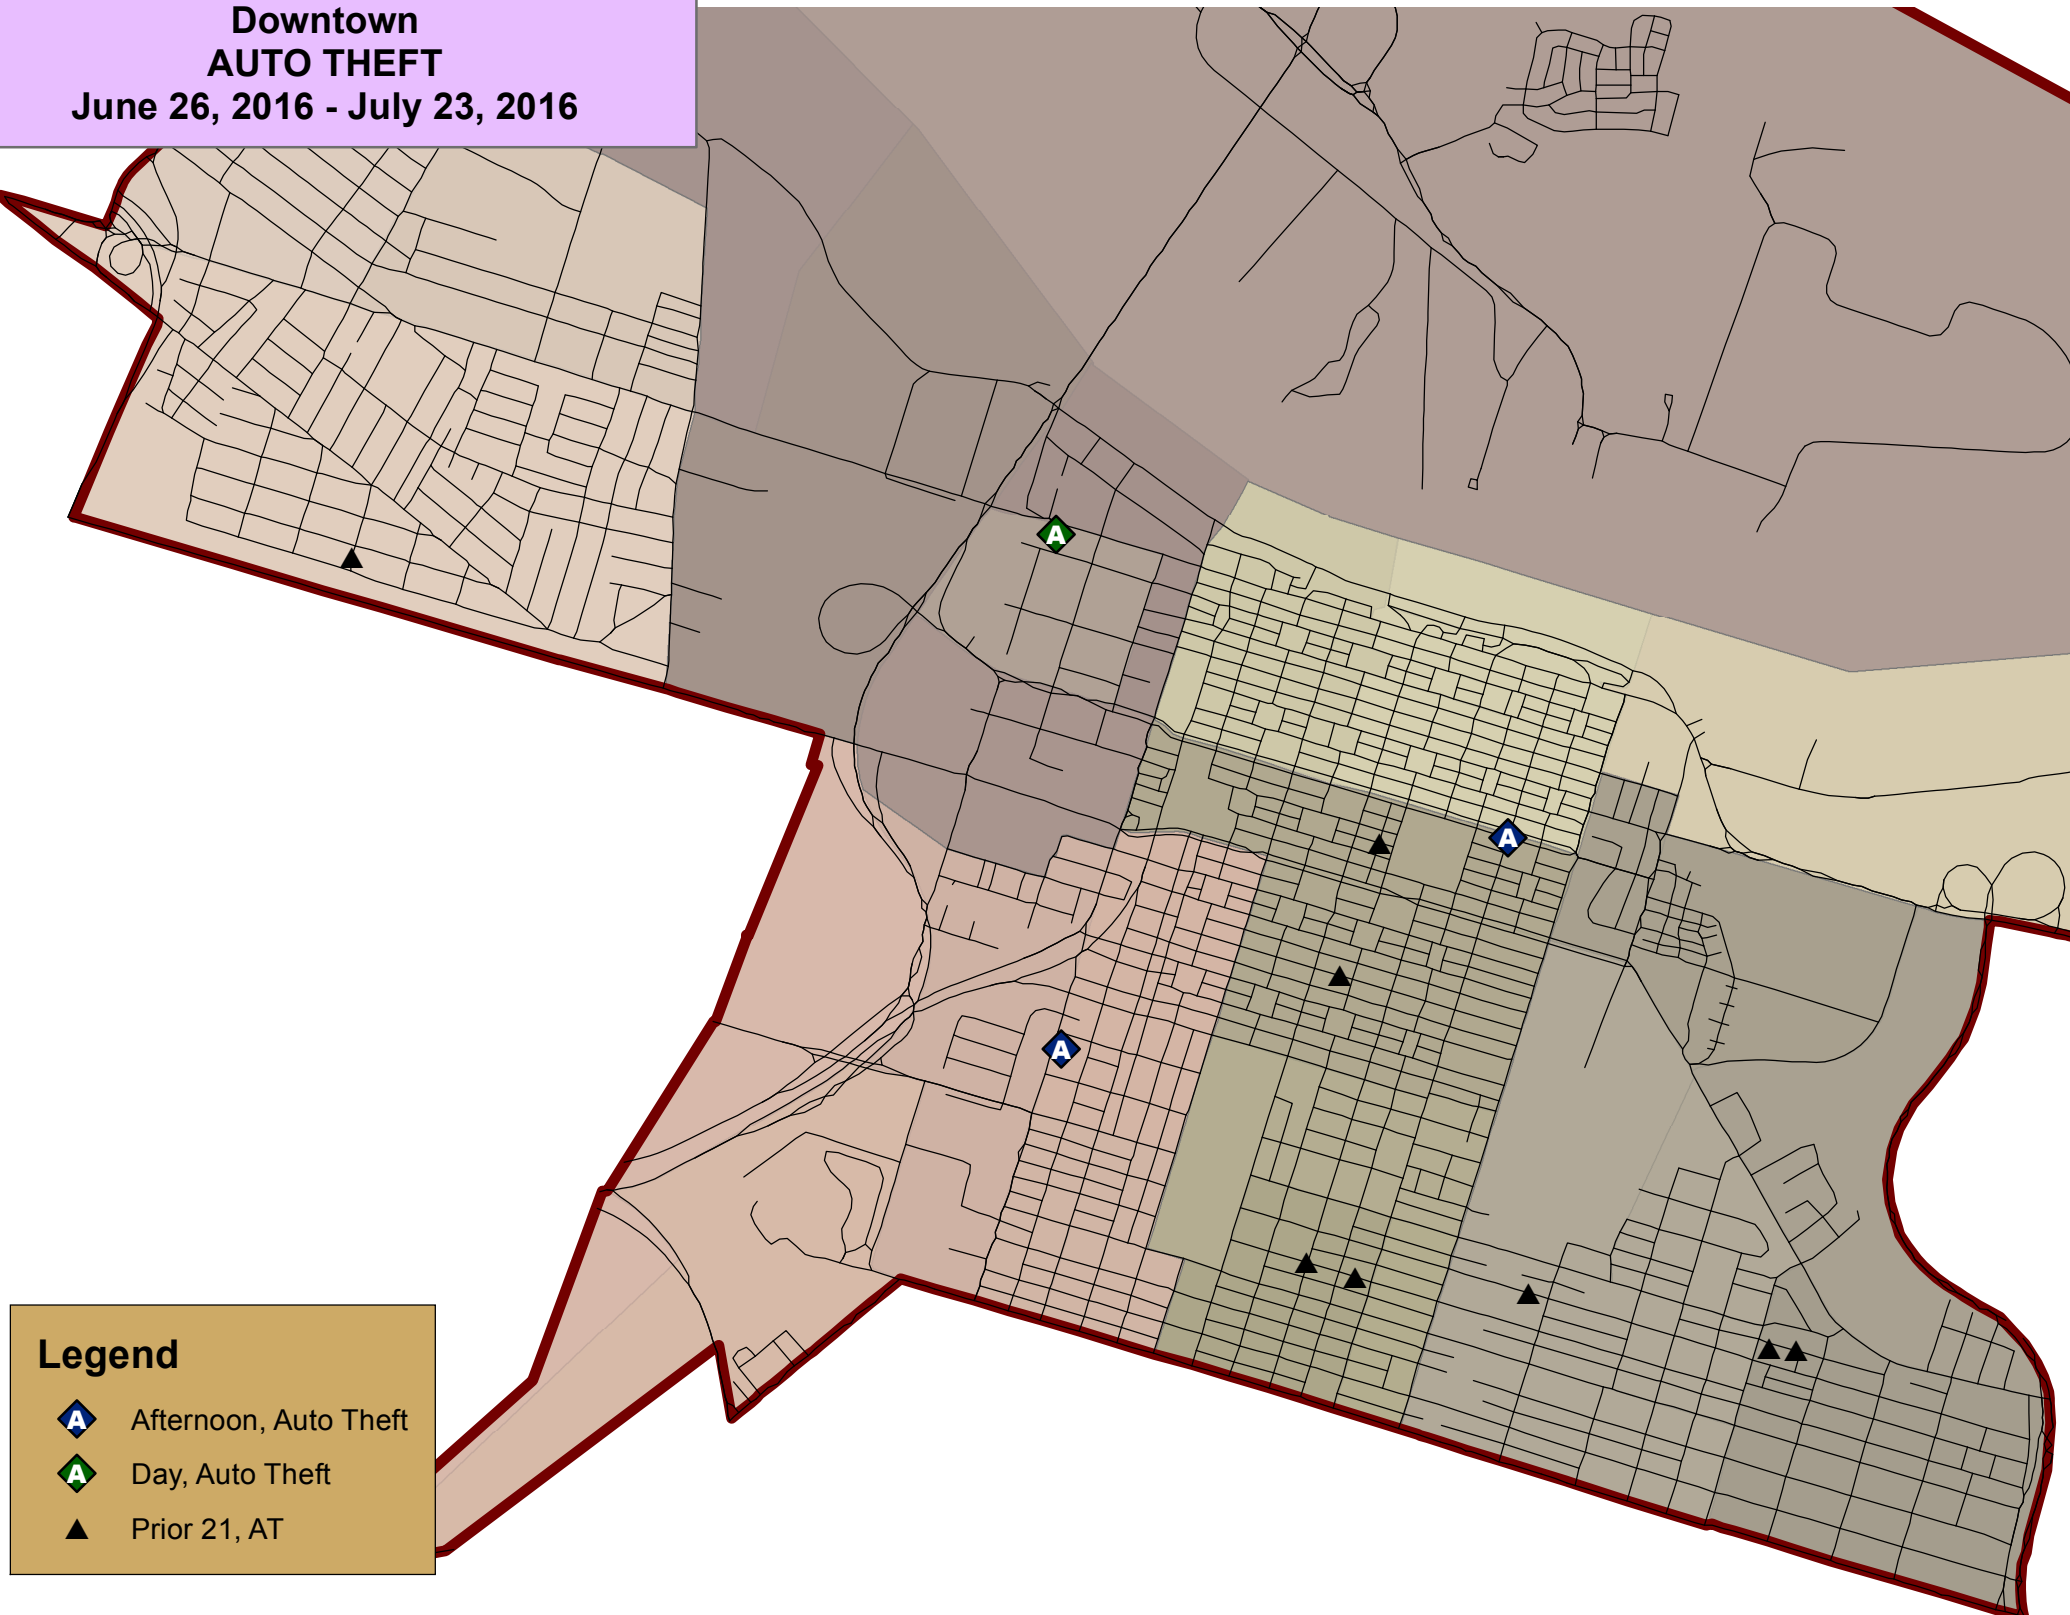 Downtown
AUTO THEFT
June 26, 2016 - July 23, 2016
A
A
A
Legend
A Afternoon, Auto Theft
A Day, Auto Theft
Prior 21, AT